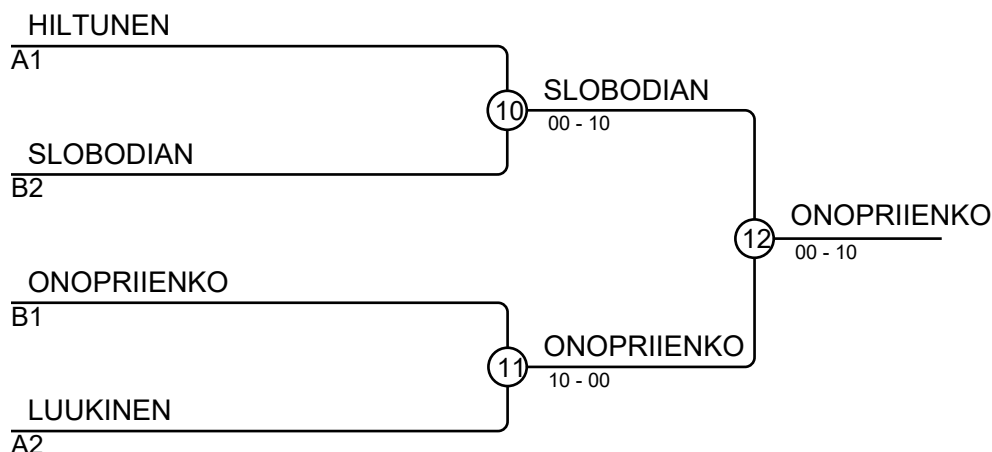 HILTUNEN
A1
10
SLOBODIAN
00 - 10
SLOBODIAN
B2
12
ONOPRIIENKO
00 - 10
ONOPRIIENKO
B1
11
ONOPRIIENKO
10 - 00
LUUKINEN
A2